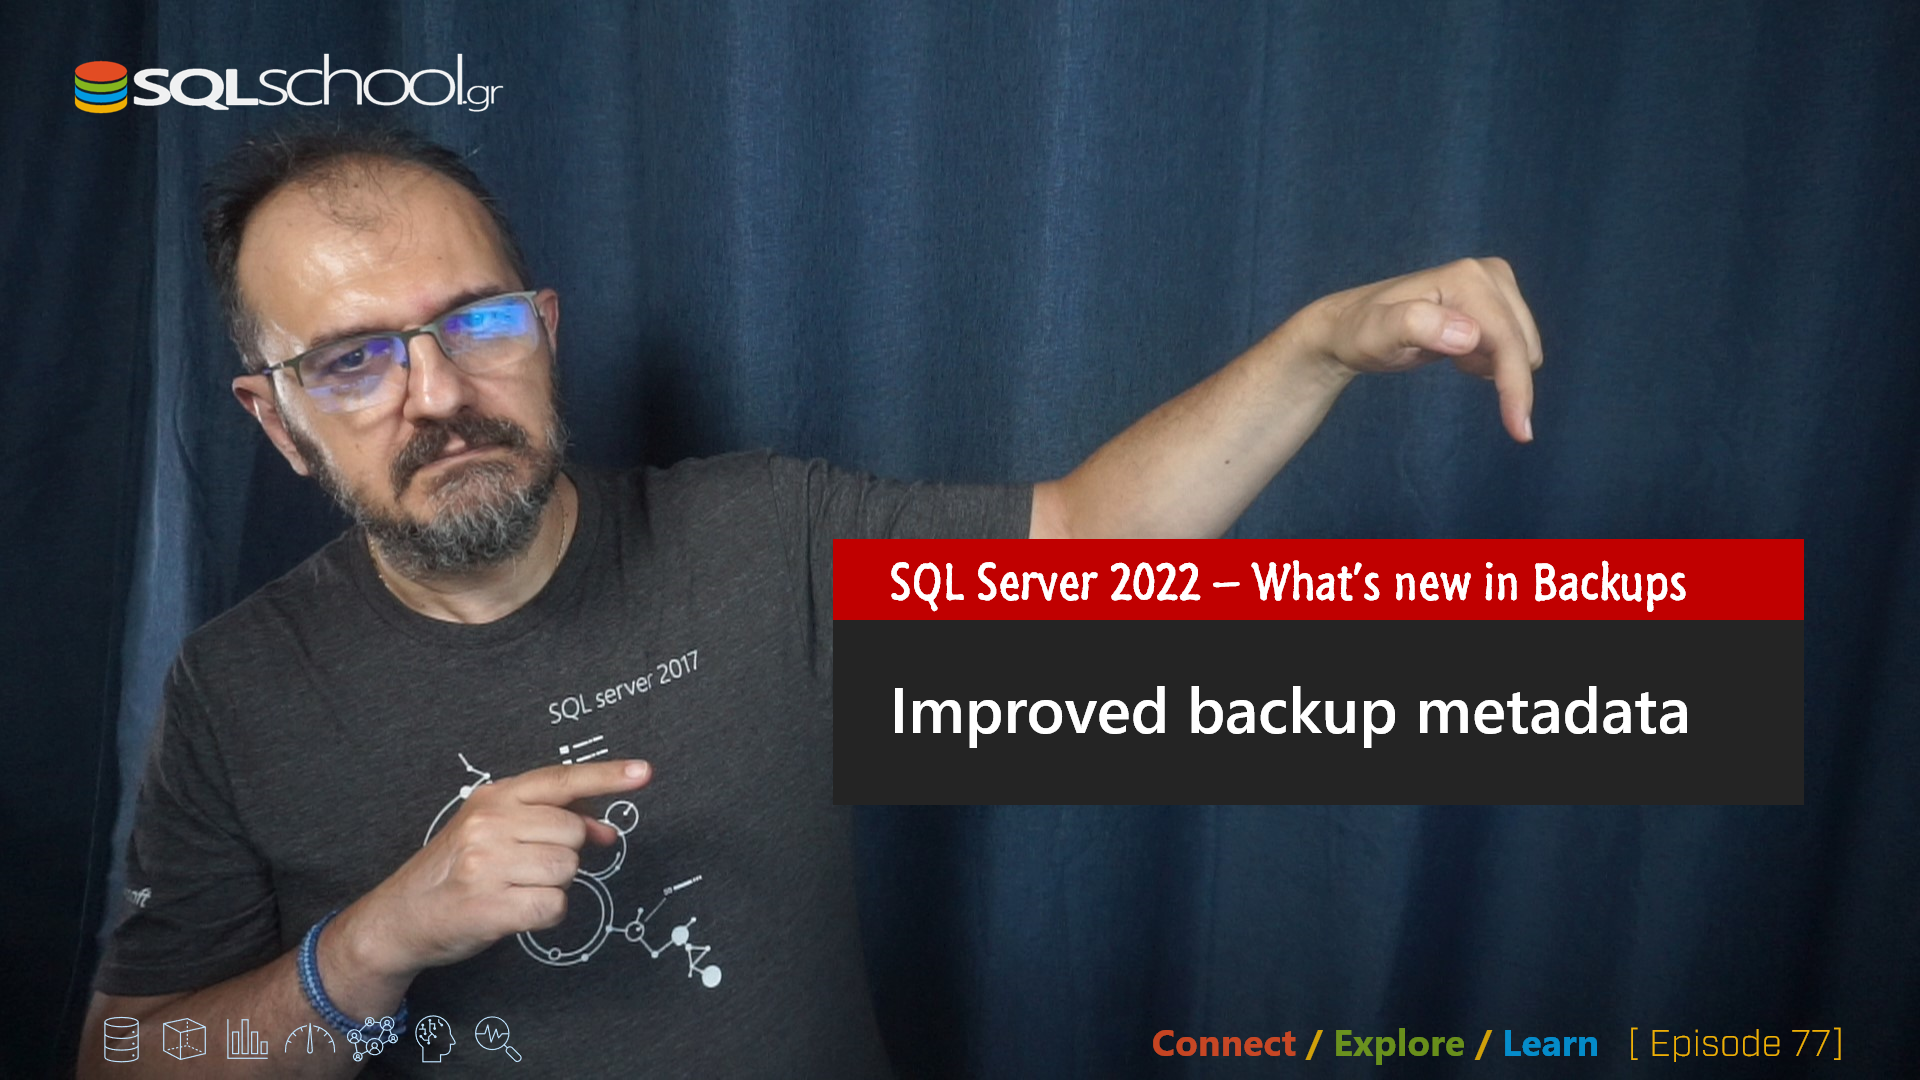 SQLschool.gr
SQL Server 2022 – What's new in Backups
Improved backup metadata
SQL server 2017
Connect / Explore / Learn [ Episode 77]